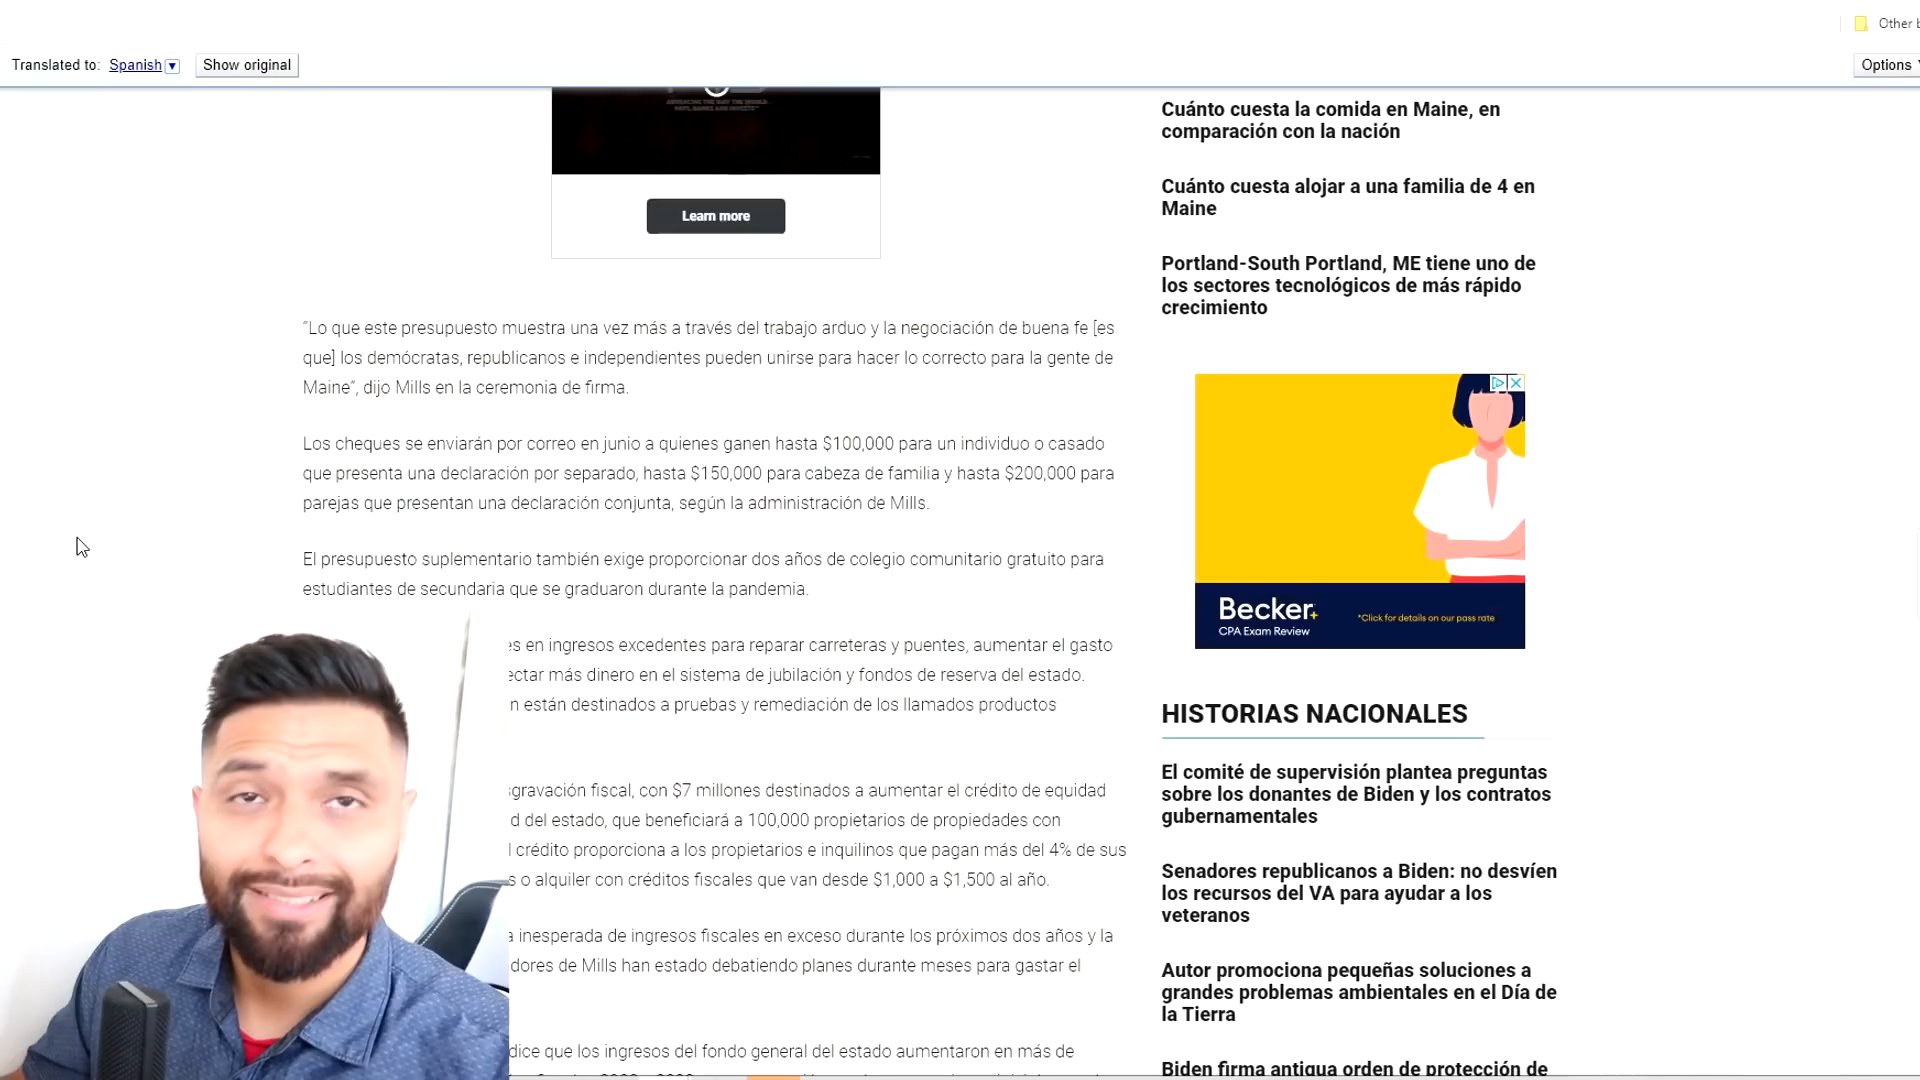 Other b
Translated to: Spanish Show original
Options
Learn more
“Lo que este presupuesto muestra una vez más a través del trabajo arduo y la negociación de buena fe [es
que] los demócratas, republicanos e independientes pueden unirse para hacer lo correcto para la gente de
Maine”, dijo Mills en la ceremonia de firma.
Los cheques se enviarán por correo en junio a quienes ganen hasta $100,000 para un individuo o casado
que presenta una declaración por separado, hasta $150,000 para cabeza de familia y hasta $200,000 para
parejas que presentan una declaración conjunta, según la administración de Mills.
El presupuesto suplementario también exige proporcionar dos años de colegio comunitario gratuito para
estudiantes de secundaria que se graduaron durante la pandemia.
en ingresos excedentes para reparar carreteras y puentes, aumentar el gasto
ectar más dinero en el sistema de jubilación y fondos de reserva del estado.
n están destinados a pruebas y remediación de los llamados productos
gravación fiscal, con $7 millones destinados a aumentar el crédito de equidad
d del estado, que beneficiará a 100,000 propietarios de propiedades con
l crédito proporciona a los propietarios e inquilinos que pagan más del 4% de sus
s o alquiler con créditos fiscales que van desde $1,000 a $1,500 al año.
a inesperada de ingresos fiscales en exceso durante los próximos dos años y la
dores de Mills han estado debatiendo planes durante meses para gastar el
dice que los ingresos del fondo general del estado aumentaron en más de
Cuánto cuesta la comida en Maine, en
comparación con la nación
Cuánto cuesta alojar a una familia de 4 en
Maine
Portland-South Portland, ME tiene uno de
los sectores tecnológicos de más rápido
crecimiento
Becker+
CPA Exam Review
*Click for details on our pass rate
HISTORIAS NACIONALES
El comité de supervisión plantea preguntas
sobre los donantes de Biden y los contratos
gubernamentales
Senadores republicanos a Biden: no desvíen
los recursos del VA para ayudar a los
veteranos
Autor promociona pequeñas soluciones a
grandes problemas ambientales en el Día de
la Tierra
Biden firma antigua orden de protección de